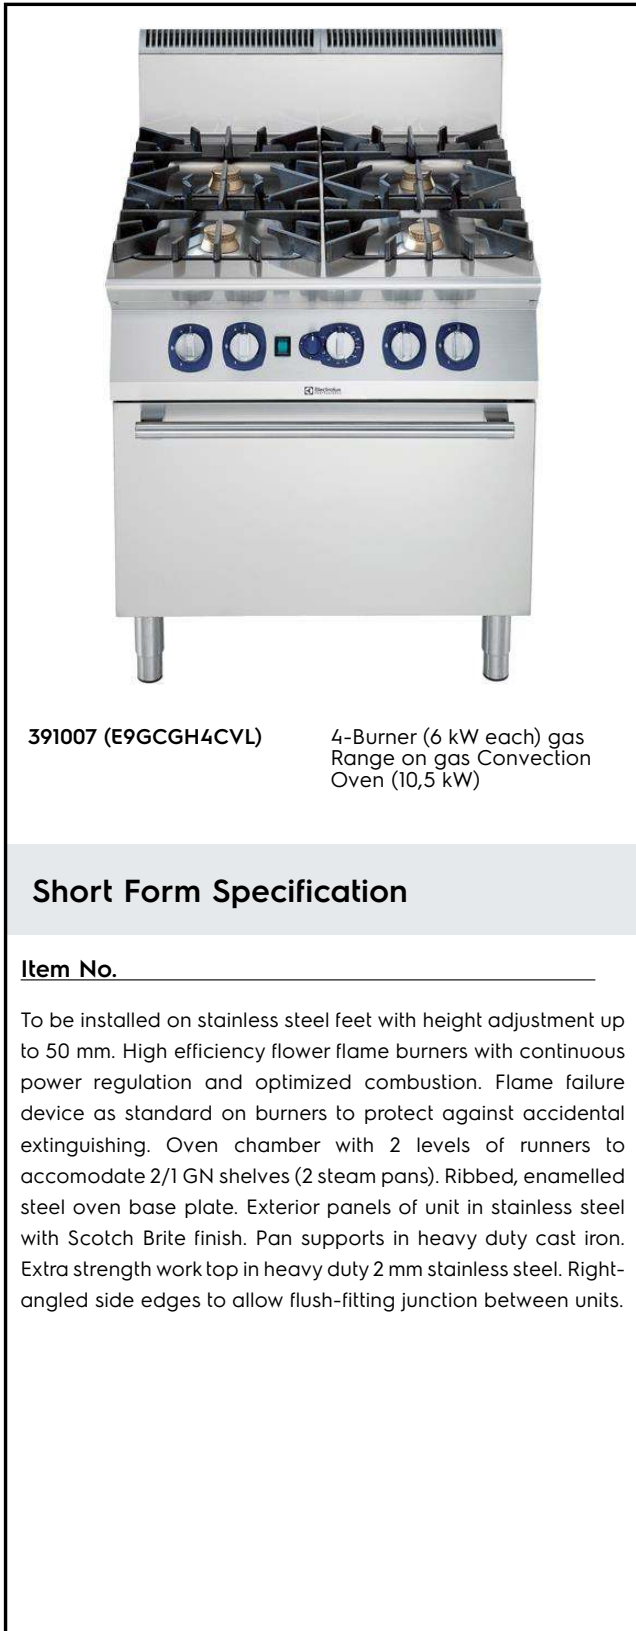 Electrolux
391007 (E9GCGH4CVL)
4-Burner (6 kW each) gas
Range on gas Convection
Oven (10,5 kW)
Short Form Specification
Item No.
To be installed on stainless steel feet with height adjustment up
to 50 mm. High efficiency flower flame burners with continuous
power regulation and optimized combustion. Flame failure
device as standard on burners to protect against accidental
extinguishing. Oven chamber with 2 levels of runners to
accomodate 2/1 GN shelves (2 steam pans). Ribbed, enamelled
steel oven base plate. Exterior panels of unit in stainless steel
with Scotch Brite finish. Pan supports in heavy duty cast iron.
Extra strength work top in heavy duty 2 mm stainless steel. Right-
angled side edges to allow flush-fitting junction between units.